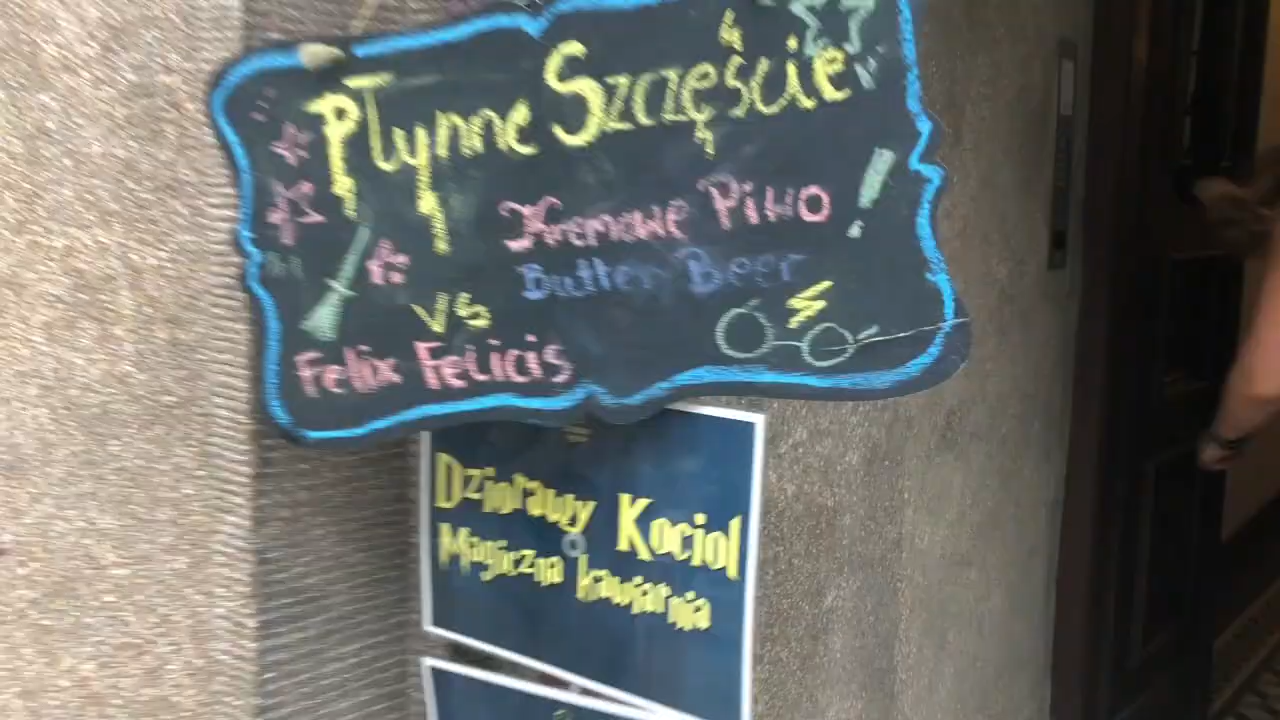 Płynne Szczęście
Kremowe Piwo !
Butter Beer
vs
Felix Felicis
Dziurawy Kocioł
Magiczna kawiarnia